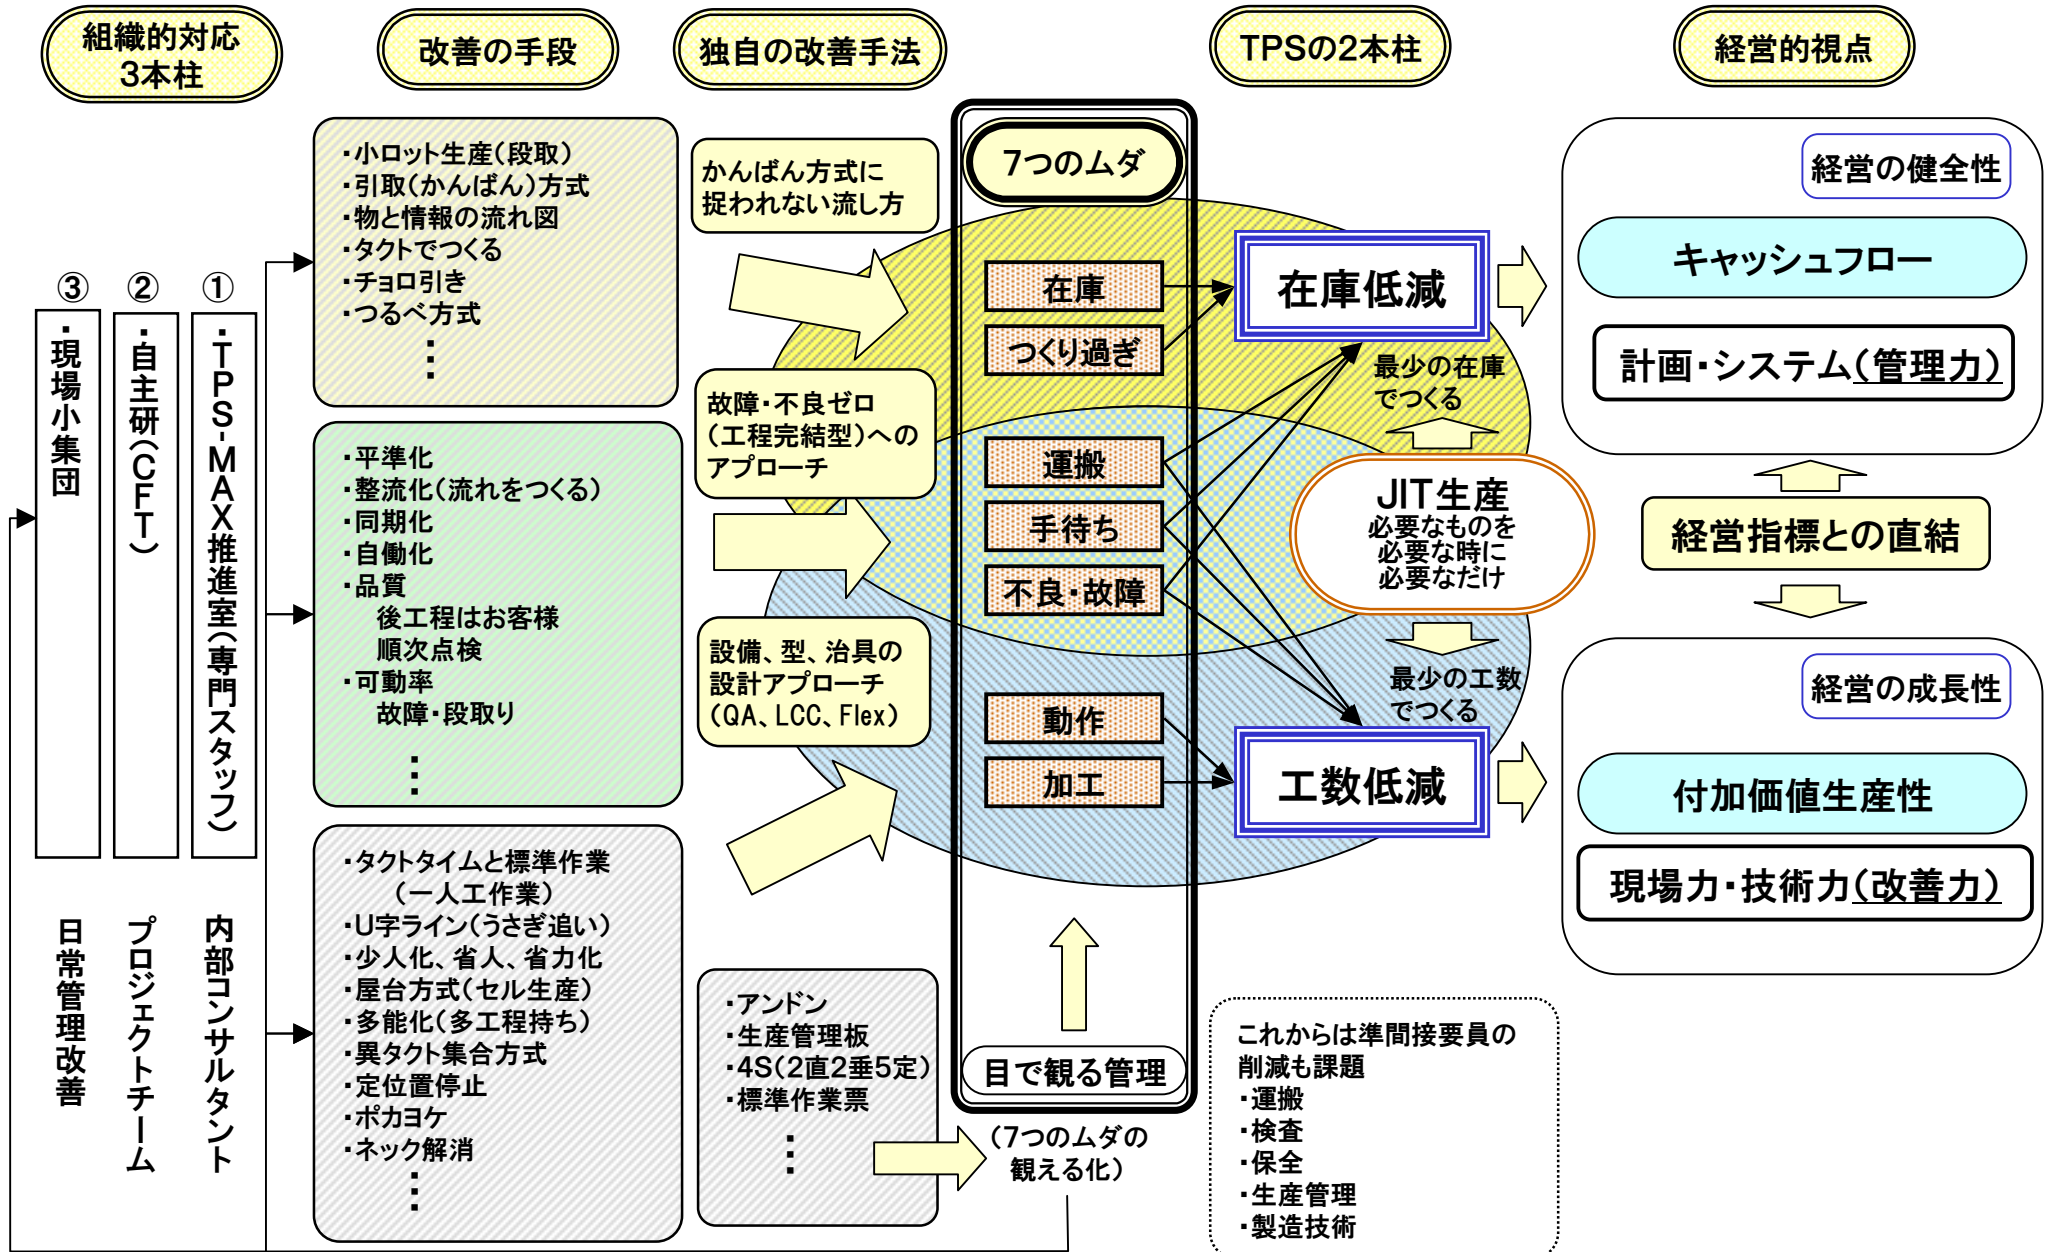 組織的対応
3本柱
改善の手段
独自の改善手法
TPSの2本柱
経営的視点
③
・現場小集団
日常管理改善
②
・自主研（CFT）
プロジェクトチーム
①
・TPS-MAX推進室（専門スタッフ）
内部コンサルタント
・小ロット生産（段取）
・引取（かんばん）方式
・物と情報の流れ図
・タクトでつくる
・チョロ引き
・つるべ方式
・・・
・平準化
・整流化（流れをつくる）
・同期化
・自働化
・品質
後工程はお客様
順次点検
・可動率
故障・段取り
・・・
・タクトタイムと標準作業
（一人工作業）
・U字ライン（うさぎ追い）
・少人化、省人、省力化
・屋台方式（セル生産）
・多能化（多工程持ち）
・異タクト集合方式
・定位置停止
・ポカヨケ
・ネック解消
・・・
かんばん方式に
捉われない流し方
故障・不良ゼロ
（工程完結型）への
アプローチ
設備、型、治具の
設計アプローチ
（QA、LCC、Flex）
・アンドン
・生産管理板
・4S（2直2垂5定）
・標準作業票
・・・
7つのムダ
在庫
つくり過ぎ
運搬
手待ち
不良・故障
動作
加工
目で観る管理
（7つのムダの
観える化）
在庫低減
最少の在庫
でつくる
JIT生産
必要なものを
必要な時に
必要なだけ
最少の工数
でつくる
工数低減
これからは準間接要員の
削減も課題
・運搬
・検査
・保全
・生産管理
・製造技術
経営の健全性
キャッシュフロー
計画・システム（管理力）
経営指標との直結
経営の成長性
付加価値生産性
現場力・技術力（改善力）